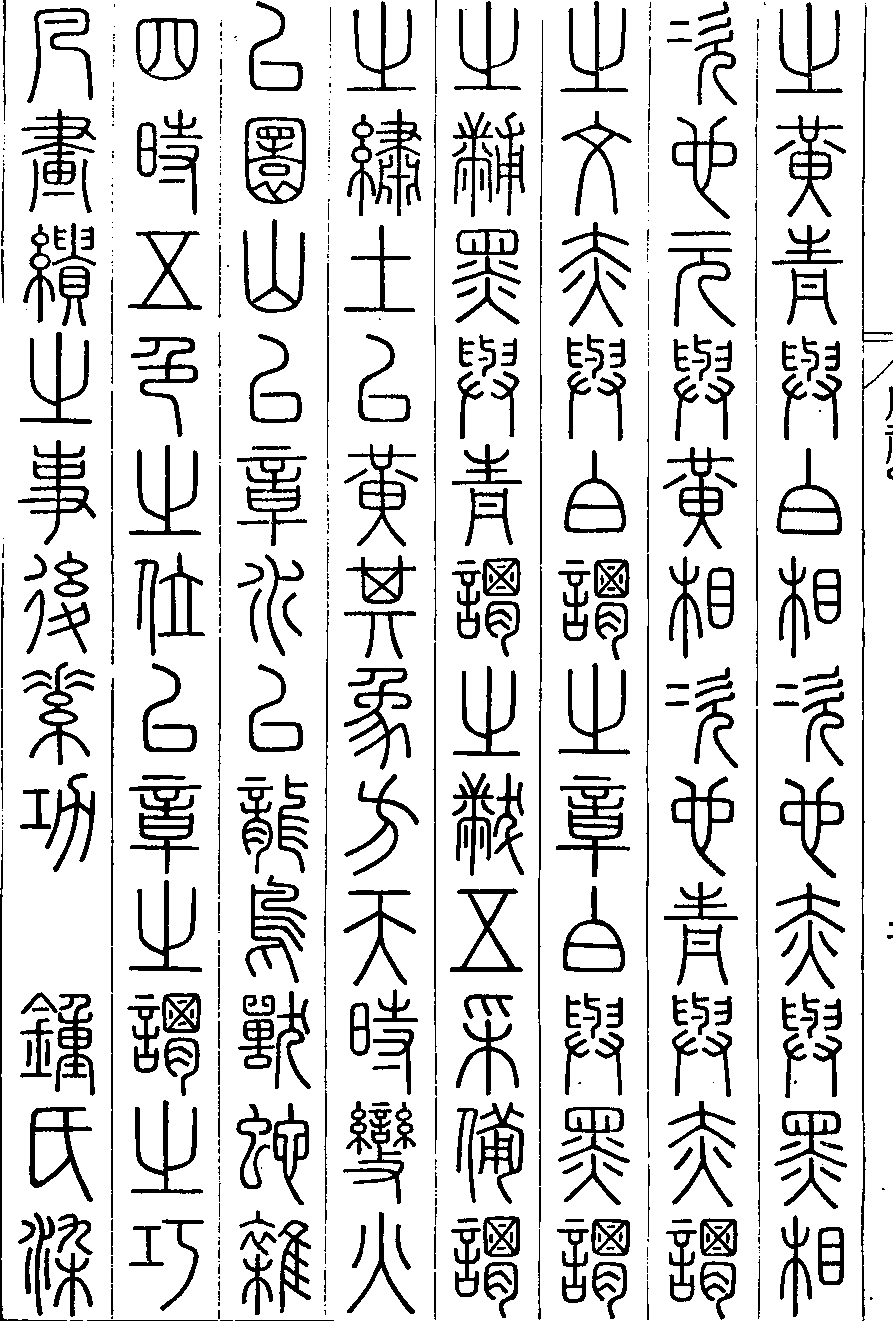 之黃青與白相次也赤與黑相
次也元與黃相次也青與赤謂
之文赤與白謂之章白與黑謂
之黼黑與青謂之黻五采備謂
之繡土以黃其象方天時變火
以圜山以章水以龍鳥獸蛇雜
四時五色之位以章之謂之巧
凡畫繢之事後素功　鍾氏染